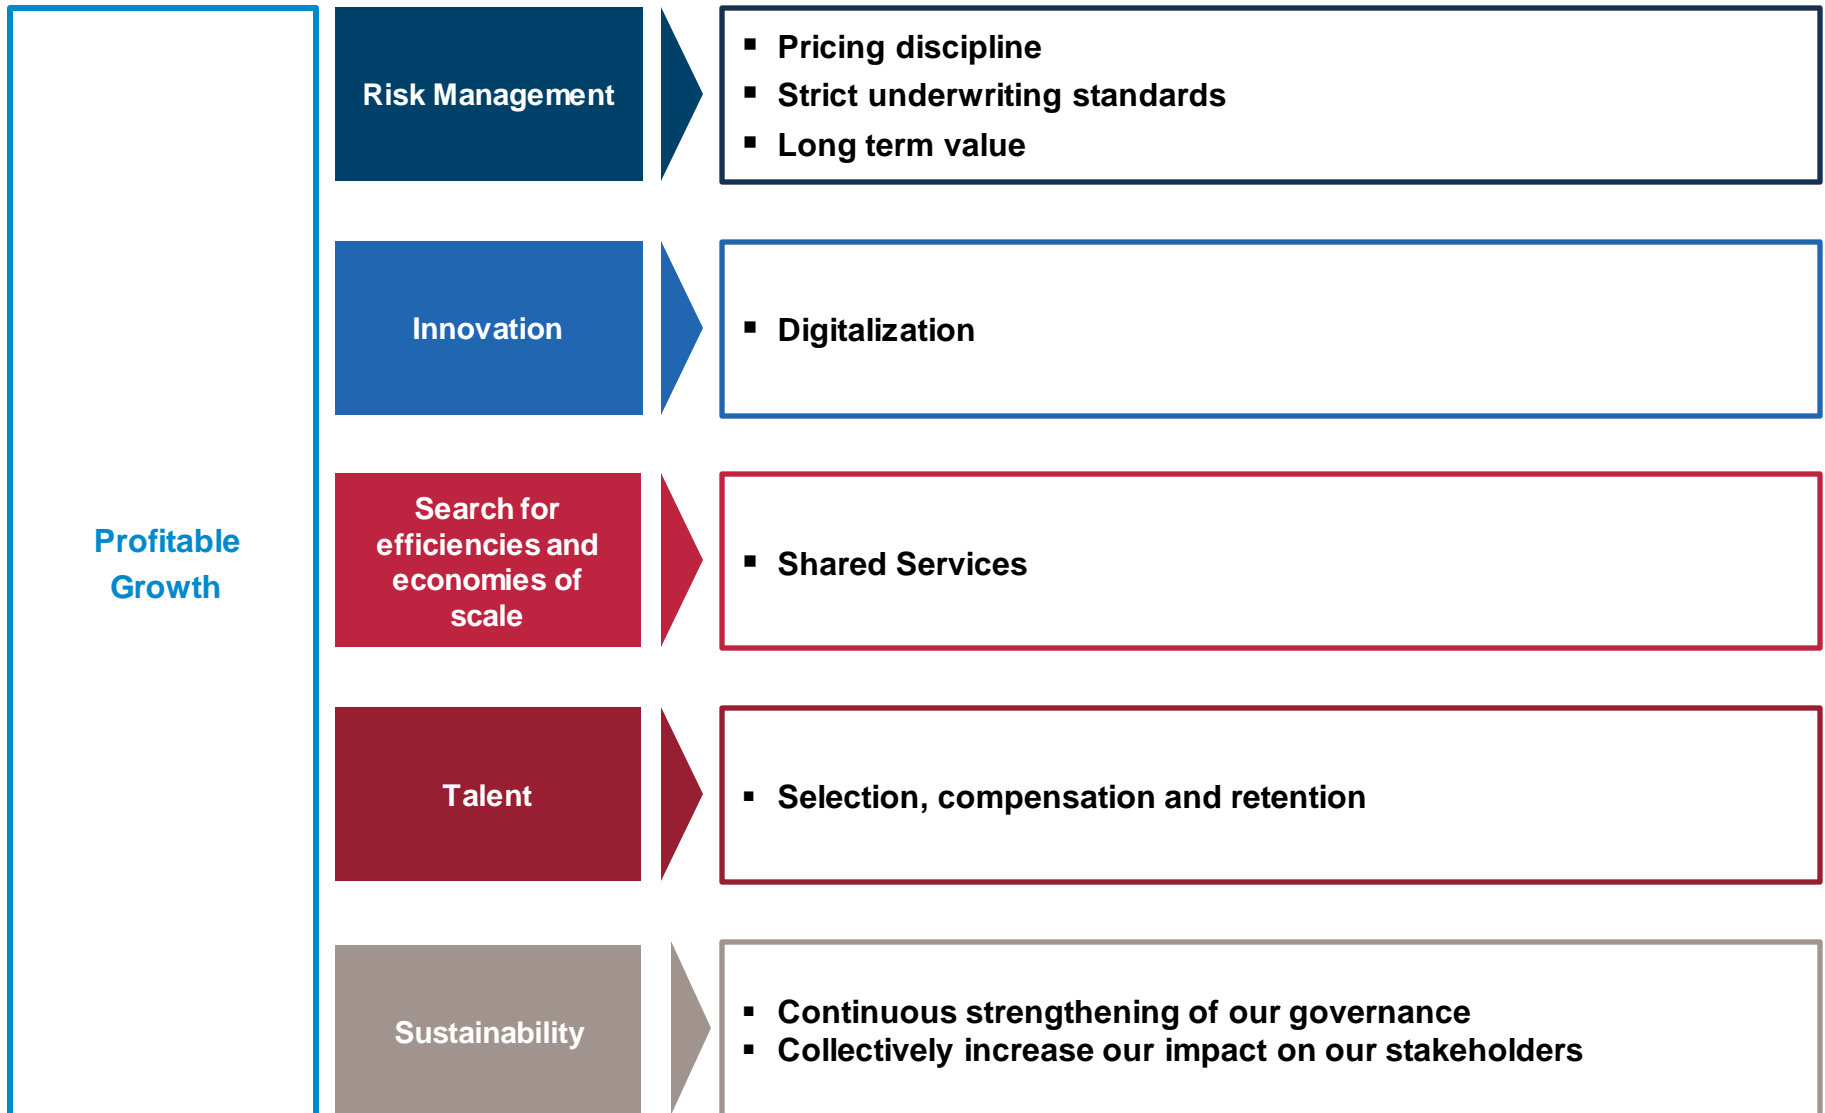 Profitable
Growth
Risk Management
▪ Pricing discipline
▪ Strict underwriting standards
▪ Long term value
Innovation
▪ Digitalization
Search for
efficiencies and
economies of
scale
▪ Shared Services
Talent
▪ Selection, compensation and retention
Sustainability
▪ Continuous strengthening of our governance
▪ Collectively increase our impact on our stakeholders